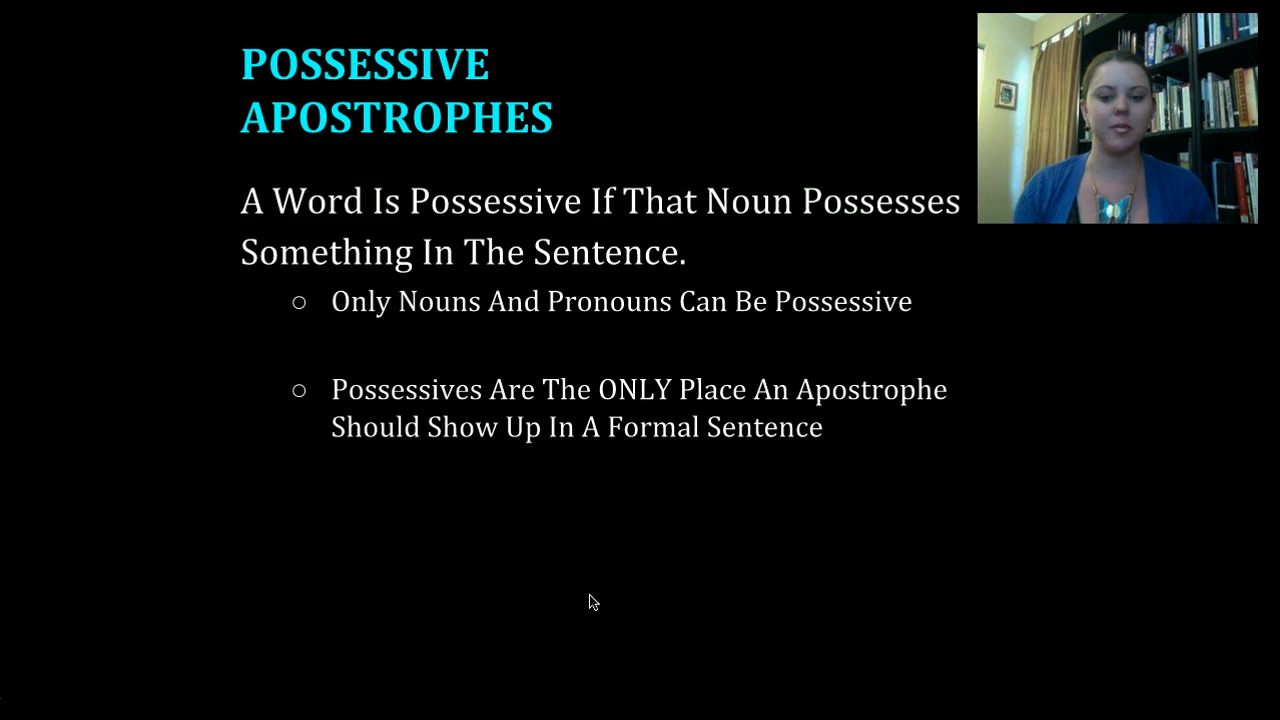 POSSESSIVE
APOSTROPHES
A Word Is Possessive If That Noun Possesses
Something In The Sentence.
○ Only Nouns And Pronouns Can Be Possessive
○ Possessives Are The ONLY Place An Apostrophe
Should Show Up In A Formal Sentence